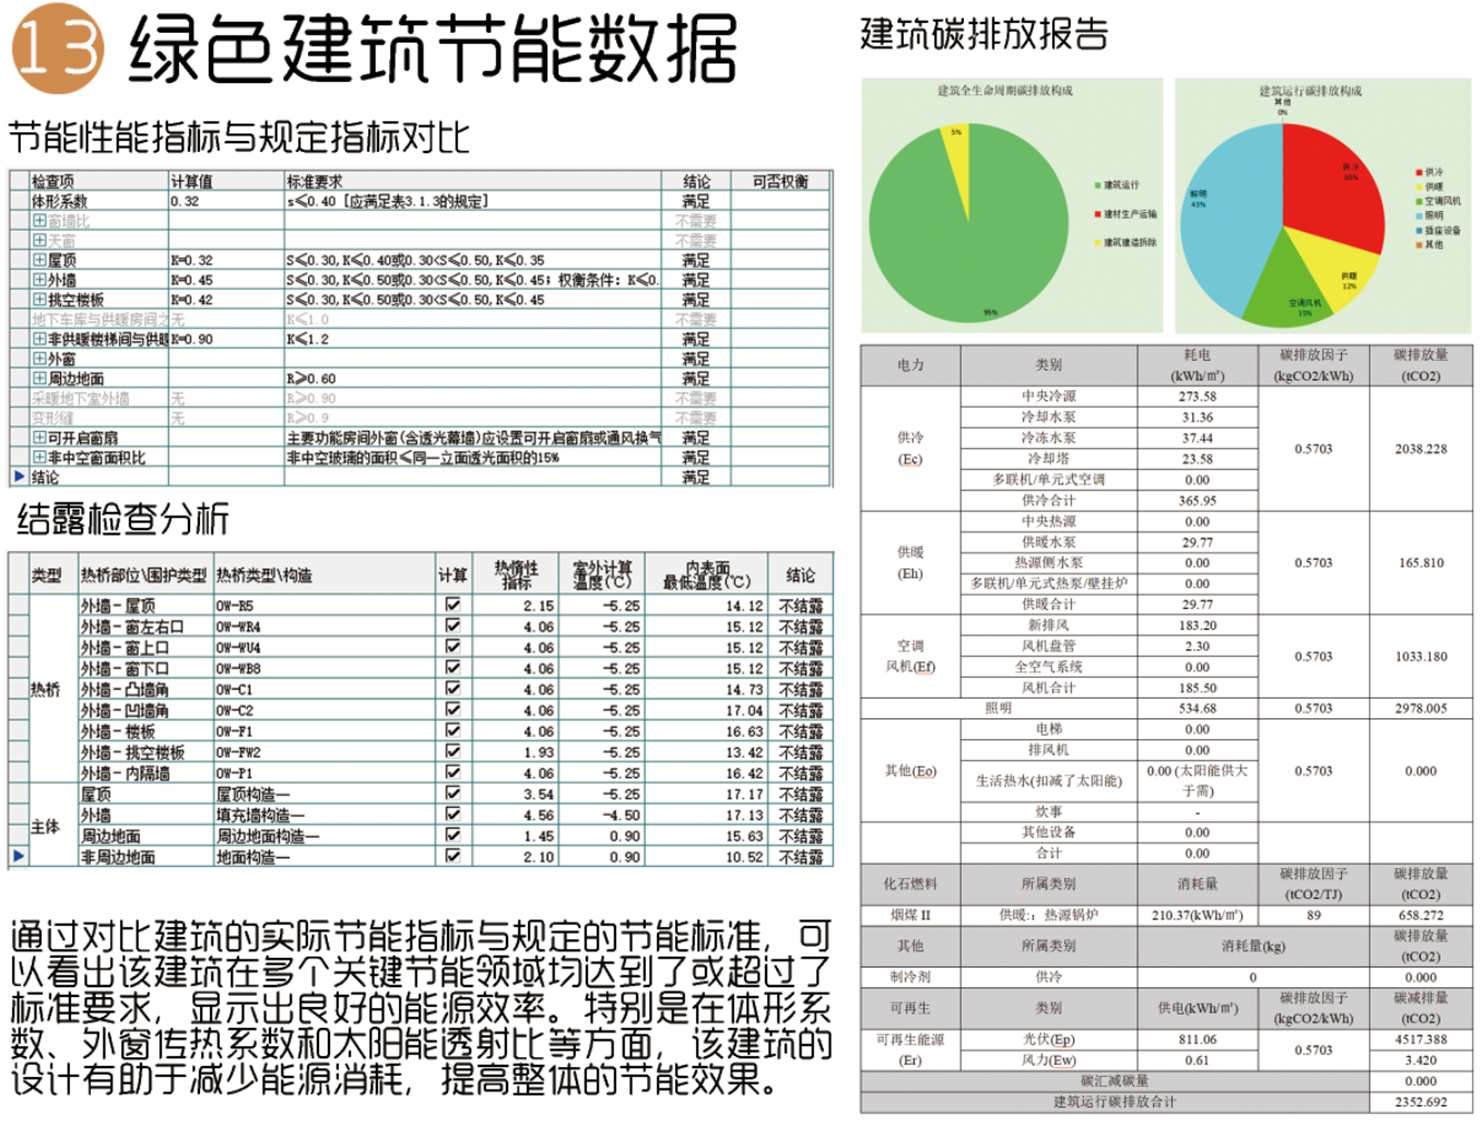 13 绿色建筑节能数据
节能性能指标与规定指标对比
检查项 计算值 标准要求 结论 可否权衡
体形系数 0.32 s≤0.40 [应满足表3.1.3的规定] 满足
窗墙比 不需要
天窗 不需要
屋顶 K=0.32 S≤0.30,K≤0.40或0.30<S≤0.50,K≤0.35 满足
外墙 K=0.45 S≤0.30,K≤0.50或0.30<S≤0.50,K≤0.45; 权衡条件: K≤0. 满足
挑空楼板 K=0.42 S≤0.30,K≤0.50或0.30<S≤0.50,K≤0.45 满足
地下车库与供暖房间之 无 K≤1.0 不需要
非供暖楼梯间与供暖 K=0.90 K≤1.2 满足
外窗 满足
周边地面 R≥0.60 满足
采暖地下室外墙 无 R≥0.90 不需要
变形缝 无 R≥0.9 不需要
可开启窗扇 主要功能房间外窗(含透光幕墙)应设置可开启窗扇或通风换气 满足
非中空窗面积比 非中空玻璃的面积≤同一立面透光面积的15% 满足
结论 满足
结露检查分析
类型 热桥部位\围护类型 热桥类型\构造 计算 热惰性指标 室外计算温度(℃) 内表面最低温度(℃) 结论
热桥
外墙-屋顶 OW-R5 2.15 -5.25 14.12 不结露
外墙-窗左右口 OW-WR4 4.06 -5.25 15.12 不结露
外墙-窗上口 OW-WU4 4.06 -5.25 15.12 不结露
外墙-窗下口 OW-WB8 4.06 -5.25 15.12 不结露
外墙-凸墙角 OW-C1 4.06 -5.25 14.73 不结露
外墙-凹墙角 OW-C2 4.06 -5.25 17.04 不结露
外墙-楼板 OW-F1 4.06 -5.25 16.63 不结露
外墙-挑空楼板 OW-FW2 1.93 -5.25 13.42 不结露
外墙-内隔墙 OW-P1 4.06 -5.25 16.42 不结露
主体
屋顶 屋顶构造一 3.54 -5.25 17.17 不结露
外墙 填充墙构造一 4.56 -4.50 17.13 不结露
周边地面 周边地面构造一 1.45 0.90 15.63 不结露
非周边地面 地面构造一 2.10 0.90 10.52 不结露
通过对比建筑的实际节能指标与规定的节能标准，可
以看出该建筑在多个关键节能领域均达到了或超过了
标准要求，显示出良好的能源效率。特别是在体形系
数、外窗传热系数和太阳能透射比等方面，该建筑的
设计有助于减少能源消耗，提高整体的节能效果。
建筑碳排放报告
建筑全生命周期碳排放构成
5%
95%
建筑运行
建材生产运输
建筑建造拆除
建筑运行碳排放构成
其他
0%
供冷
30%
供暖
12%
空调风机
15%
照明
43%
供冷
供暖
空调风机
照明
插座设备
其他
电力 类别 耗电(kWh/㎡) 碳排放因子(kgCO2/kWh) 碳排放量(tCO2)
供冷(Ec) 0.5703 2038.228
中央冷源 273.58
冷却水泵 31.36
冷冻水泵 37.44
冷却塔 23.58
多联机/单元式空调 0.00
供冷合计 365.95
供暖(Eh) 0.5703 165.810
中央热源 0.00
供暖水泵 29.77
热源侧水泵 0.00
多联机/单元式热泵/壁挂炉 0.00
供暖合计 29.77
空调风机(Ef) 0.5703 1033.180
新排风 183.20
风机盘管 2.30
全空气系统 0.00
风机合计 185.50
照明 534.68 0.5703 2978.005
其他(Eo) 0.5703 0.000
电梯 0.00
排风机 0.00
生活热水(扣减了太阳能) 0.00 (太阳能供大于需)
炊事 -
其他设备 0.00
合计 0.00
化石燃料 所属类别 消耗量 碳排放因子(tCO2/TJ) 碳排放量(tCO2)
烟煤 II 供暖:：热源锅炉 210.37(kWh/㎡) 89 658.272
其他 所属类别 消耗量(kg) 碳排放量(tCO2)
制冷剂 供冷 0 0.000
可再生 类别 供电(kWh/㎡) 碳排放因子(kgCO2/kWh) 碳减排量(tCO2)
可再生能源(Er) 0.5703
光伏(Ep) 811.06 4517.388
风力(Ew) 0.61 3.420
碳汇减碳量 0.000
建筑运行碳排放合计 2352.692